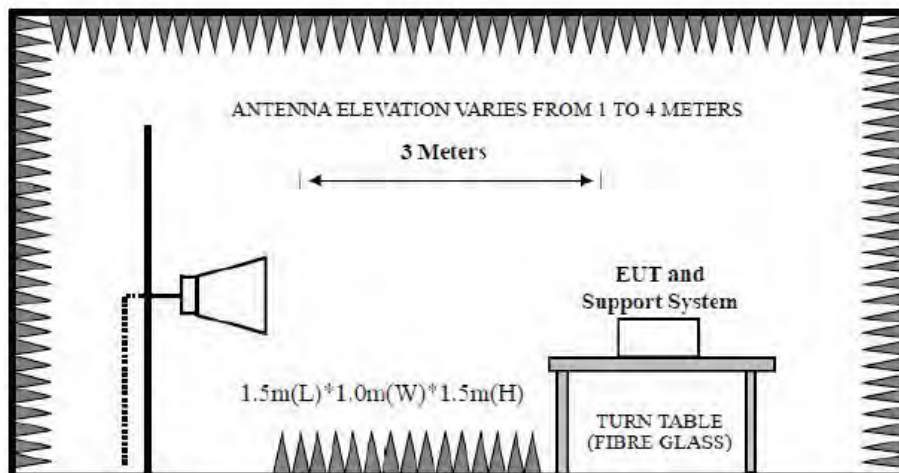 ANTENNA ELEVATION VARIES FROM 1 TO 4 METERS
3 Meters
EUT and
Support System
1.5m(L)*1.0m(W)*1.5m(H)
TURN TABLE
(FIBRE GLASS)